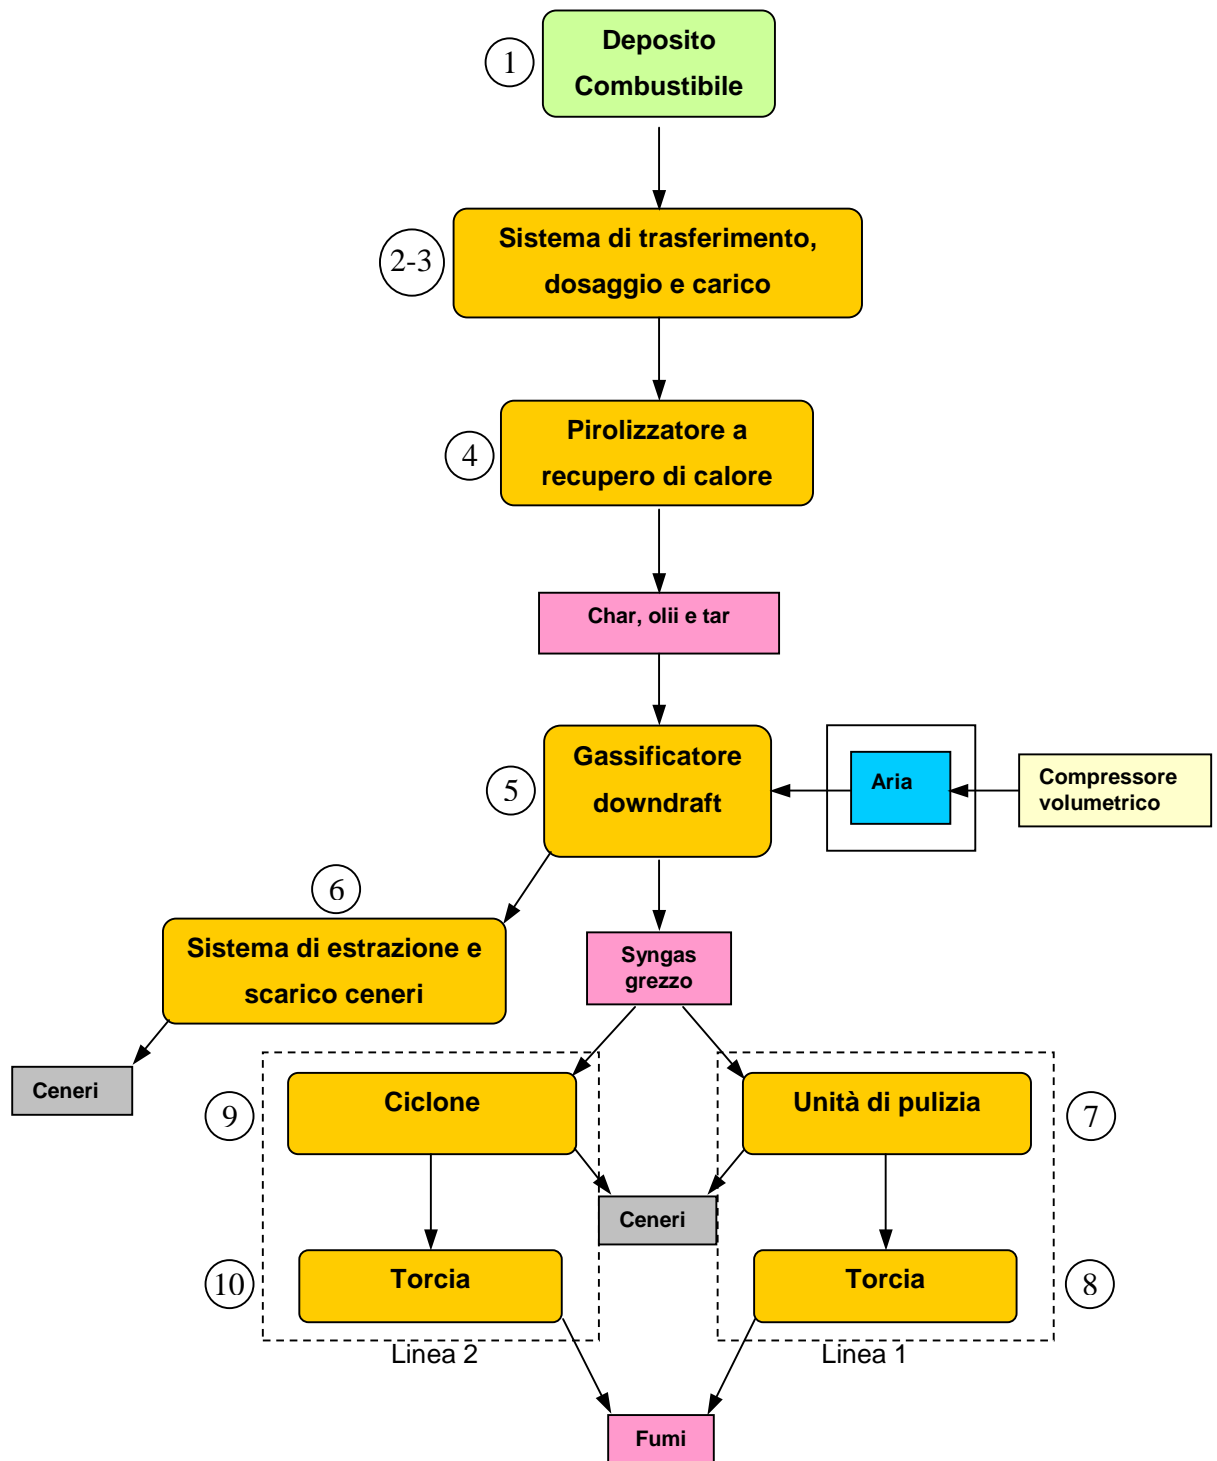 1
Deposito
Combustibile
2-3
Sistema di trasferimento,
dosaggio e carico
4
Pirolizzatore a
recupero di calore
Char, olii e tar
5
Gassificatore
downdraft
Aria
Compressore
volumetrico
6
Sistema di estrazione e
scarico ceneri
Syngas
grezzo
Ceneri
9
Ciclone
Unità di pulizia
7
Ceneri
10
Torcia
Torcia
8
Linea 2
Linea 1
Fumi